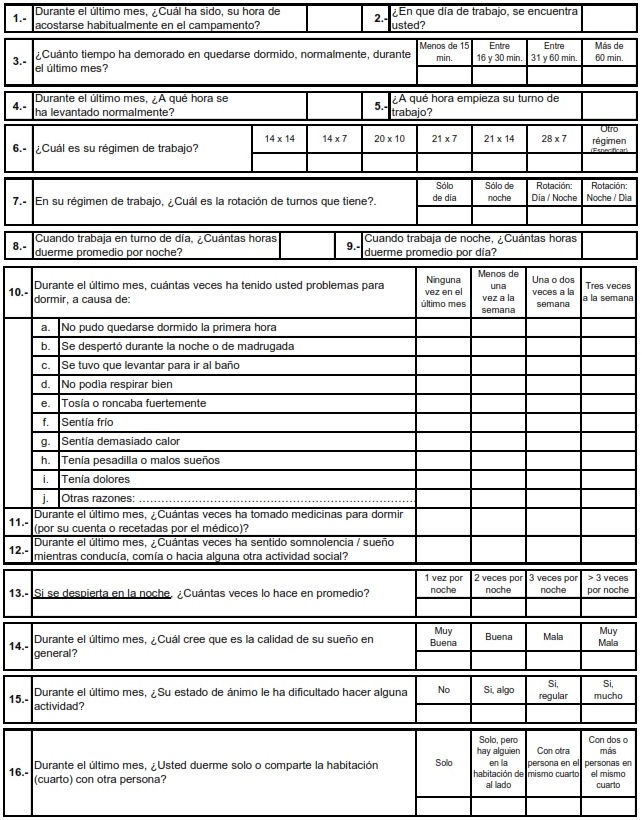 1.- Durante el último mes, ¿Cuál ha sido, su hora de
acostarse habitualmente en el campamento?
2.- ¿En que día de trabajo, se encuentra
usted?
3.- ¿Cuánto tiempo ha demorado en quedarse dormido, normalmente, durante
el último mes?
Menos de 15
min.
Entre
16 y 30 min.
Entre
31 y 60 min.
Más de
60 min.
4.- Durante el último mes, ¿A qué hora se
ha levantado normalmente?
5.- ¿A qué hora empieza su turno de
trabajo?
6.- ¿Cuál es su régimen de trabajo?
14 x 14
14 x 7
20 x 10
21 x 7
21 x 14
28 x 7
Otro
régimen
(Especificar)
7.- En su régimen de trabajo, ¿Cuál es la rotación de turnos que tiene?.
Sólo
de día
Sólo de
noche
Rotación:
Día / Noche
Rotación:
Noche / Dia
8.- Cuando trabaja en turno de día, ¿Cuántas horas
duerme promedio por noche?
9.- Cuando trabaja de noche, ¿Cuántas horas
duerme promedio por día?
10.- Durante el último mes, cuántas veces ha tenido usted problemas para
dormir, a causa de:
Ninguna
vez en el
último mes
Menos de
una
vez a la
semana
Una o dos
veces a la
semana
Tres veces
a la semana
a. No pudo quedarse dormido la primera hora
b. Se despertó durante la noche o de madrugada
c. Se tuvo que levantar para ir al baño
d. No podìa respirar bien
e. Tosía o roncaba fuertemente
f. Sentía frío
g. Sentía demasiado calor
h. Tenía pesadilla o malos sueños
i. Tenía dolores
j. Otras razones: ……………………………………………………………….
11.- Durante el último mes, ¿Cuántas veces ha tomado medicinas para dormir
(por su cuenta o recetadas por el médico)?
12.- Durante el último mes, ¿Cuántas veces ha sentido somnolencia / sueño
mientras conducía, comía o hacia alguna otra actividad social?
13.- Si se despierta en la noche, ¿Cuántas veces lo hace en promedio?
1 vez por
noche
2 veces por
noche
3 veces por
noche
> 3 veces
por noche
14.- Durante el último mes, ¿Cuál cree que es la calidad de su sueño en
general?
Muy
Buena
Buena
Mala
Muy
Mala
15.- Durante el último mes, ¿Su estado de ánimo le ha dificultado hacer alguna
actividad?
No
Si, algo
Si,
regular
Si,
mucho
16.- Durante el último mes, ¿Usted duerme solo o comparte la habitación
(cuarto) con otra persona?
Solo
Solo, pero
hay alguien
en la
habitación de
al lado
Con otra
persona en el
mismo cuarto
Con dos o
más
personas en
el mismo
cuarto